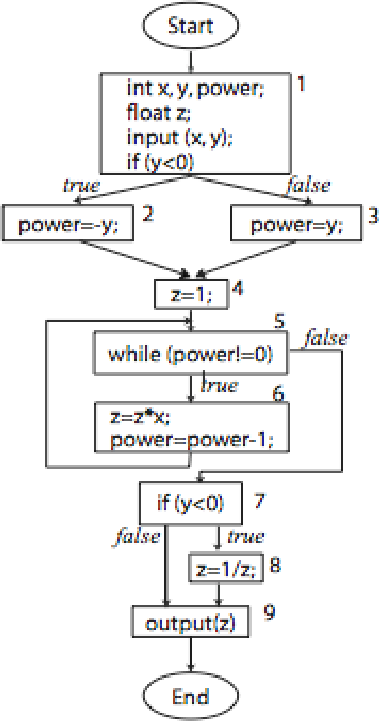 Start
1
int x, y, power;
float z;
input (x, y);
if (y<0)
true
false
power=-y;
2
power=y;
3
z=1;
4
5
while (power!=0)
false
true
6
z=z*x;
power=power-1;
if (y<0)
7
false
true
z=1/z;
8
output(z)
9
End